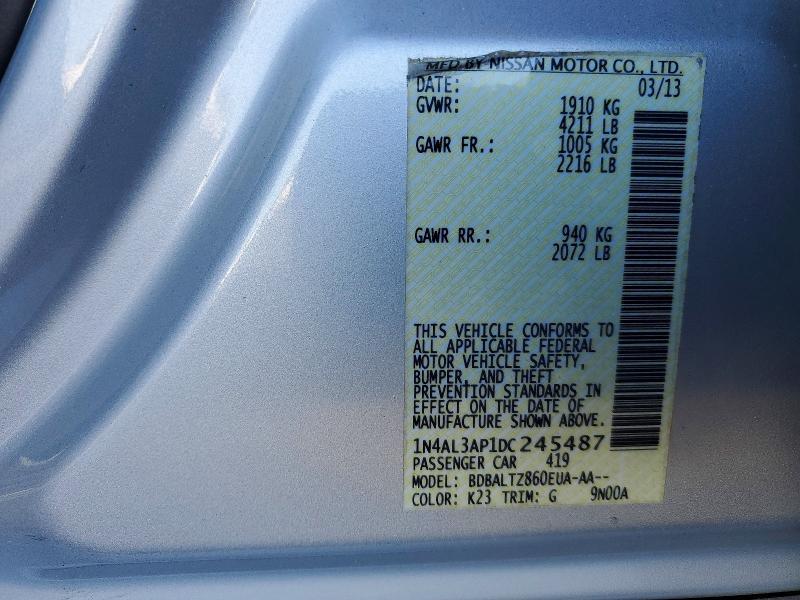 MFD BY NISSAN MOTOR CO., LTD.
DATE: 03/13
GVWR: 1910 KG
4211 LB
GAWR FR.: 1005 KG
2216 LB
GAWR RR.: 940 KG
2072 LB
THIS VEHICLE CONFORMS TO
ALL APPLICABLE FEDERAL
MOTOR VEHICLE SAFETY,
BUMPER, AND THEFT
PREVENTION STANDARDS IN
EFFECT ON THE DATE OF
MANUFACTURE SHOWN ABOVE.
1N4AL3AP1DC245487
PASSENGER CAR 419
MODEL: BDBALTZ860EUA-AA--
COLOR: K23 TRIM: G 9N00A